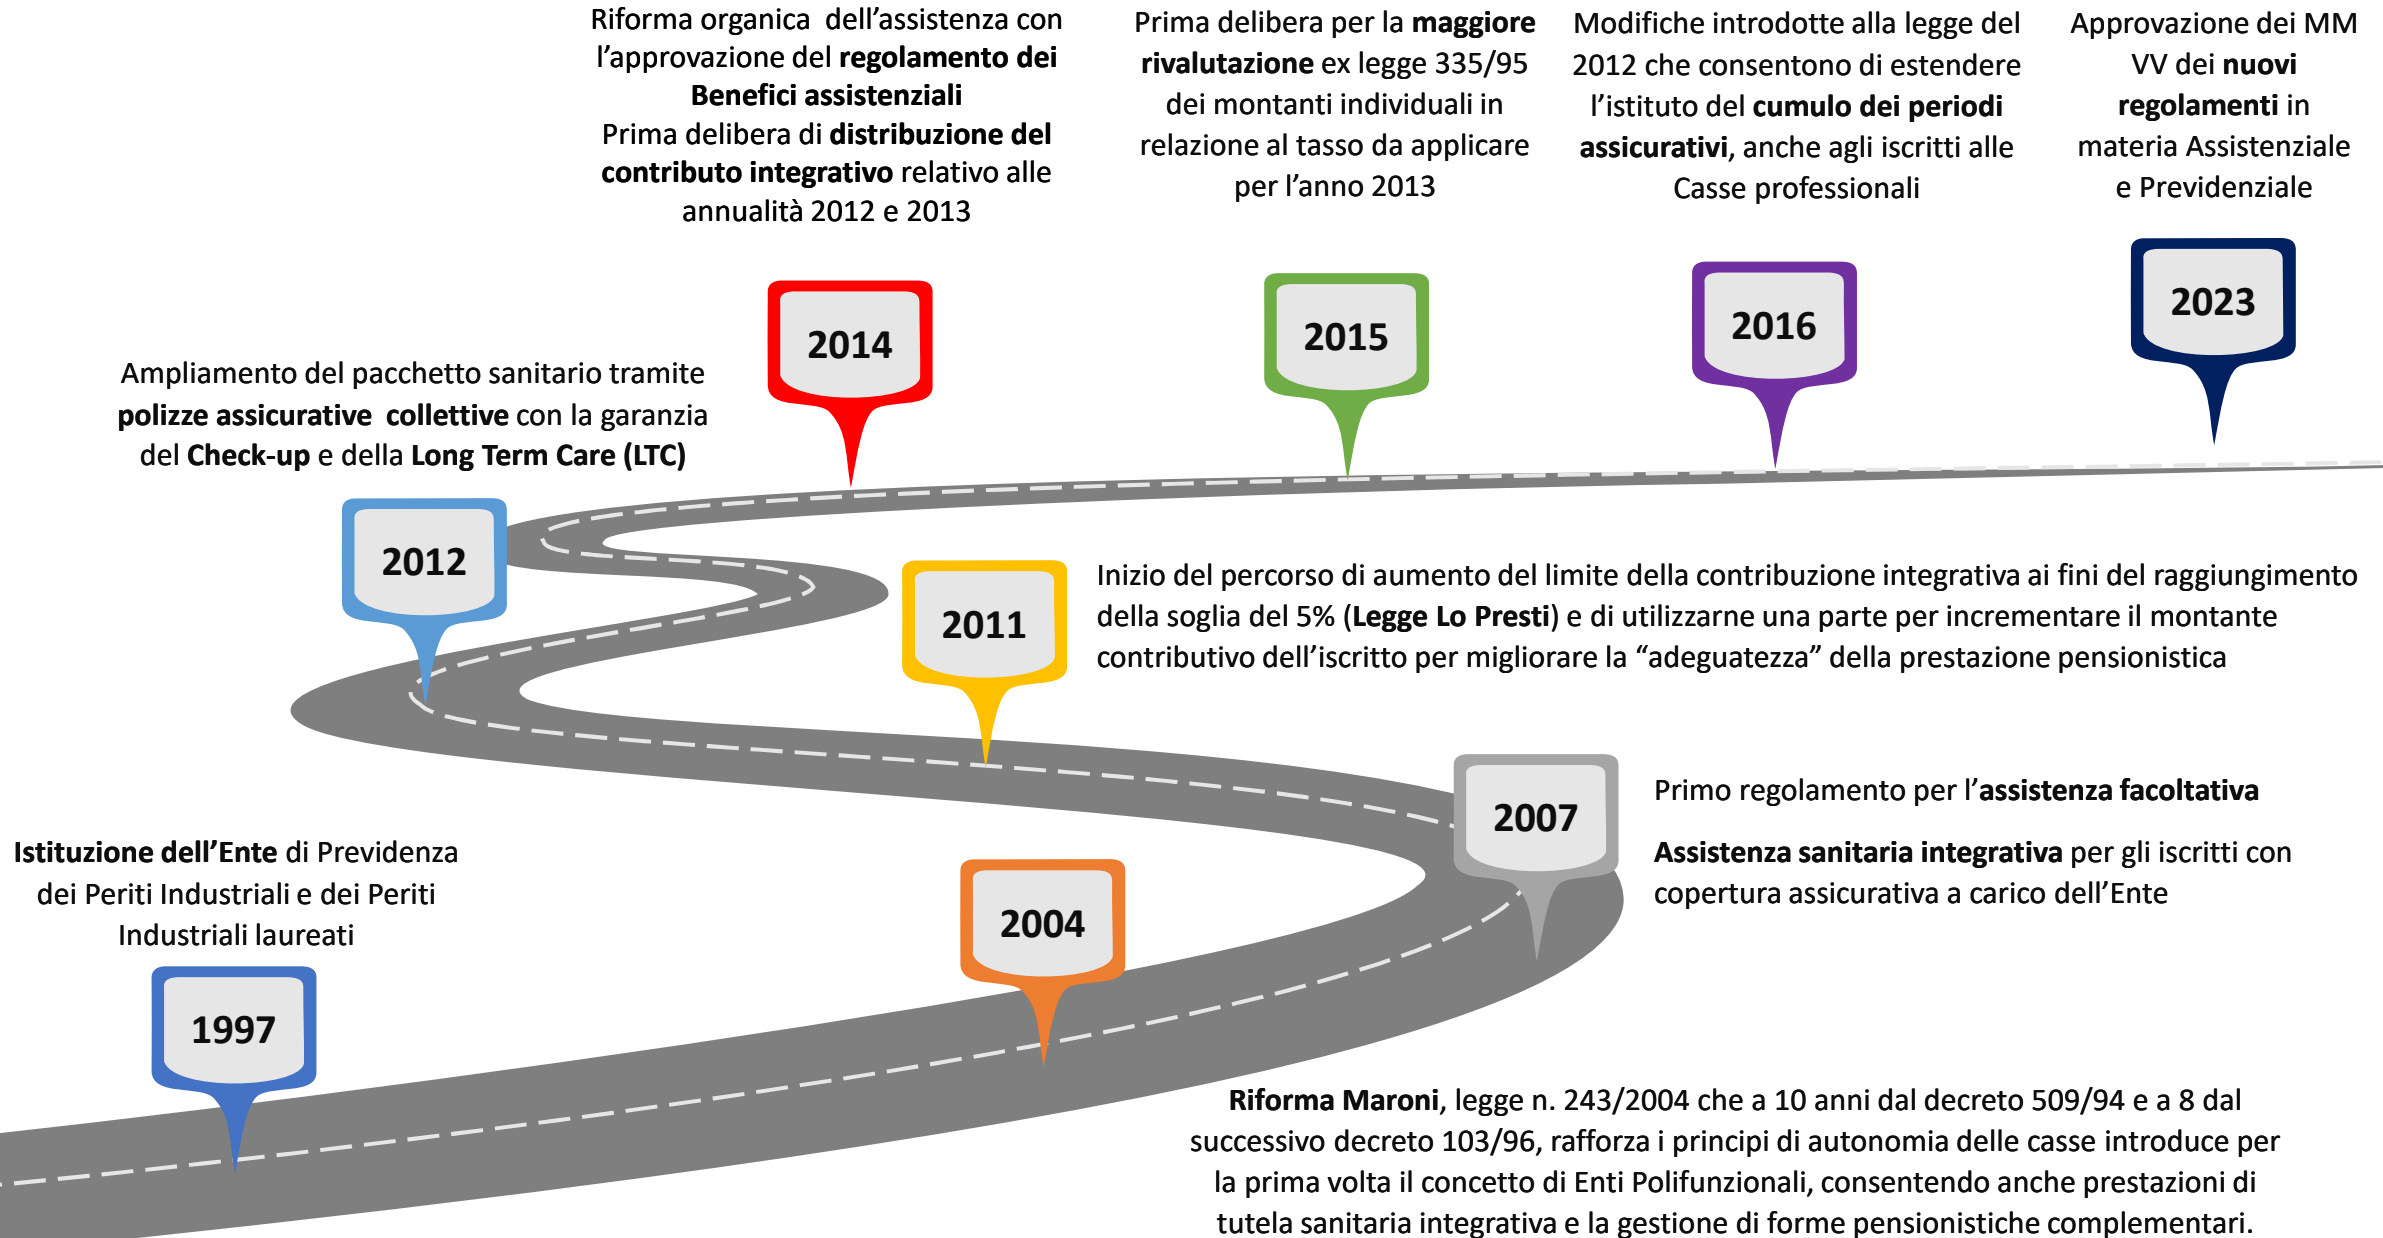 Riforma organica dell’assistenza con
l’approvazione del regolamento dei
Benefici assistenziali
Prima delibera di distribuzione del
contributo integrativo relativo alle
annualità 2012 e 2013
2014
Prima delibera per la maggiore
rivalutazione ex legge 335/95
dei montanti individuali in
relazione al tasso da applicare
per l’anno 2013
2015
Modifiche introdotte alla legge del
2012 che consentono di estendere
l’istituto del cumulo dei periodi
assicurativi, anche agli iscritti alle
Casse professionali
2016
Approvazione dei MM
VV dei nuovi
regolamenti in
materia Assistenziale
e Previdenziale
2023
Ampliamento del pacchetto sanitario tramite
polizze assicurative collettive con la garanzia
del Check-up e della Long Term Care (LTC)
2012
2011
Inizio del percorso di aumento del limite della contribuzione integrativa ai fini del raggiungimento
della soglia del 5% (Legge Lo Presti) e di utilizzarne una parte per incrementare il montante
contributivo dell’iscritto per migliorare la “adeguatezza” della prestazione pensionistica
2007
Primo regolamento per l’assistenza facoltativa
Assistenza sanitaria integrativa per gli iscritti con
copertura assicurativa a carico dell’Ente
Istituzione dell’Ente di Previdenza
dei Periti Industriali e dei Periti
Industriali laureati
1997
2004
Riforma Maroni, legge n. 243/2004 che a 10 anni dal decreto 509/94 e a 8 dal
successivo decreto 103/96, rafforza i principi di autonomia delle casse introduce per
la prima volta il concetto di Enti Polifunzionali, consentendo anche prestazioni di
tutela sanitaria integrativa e la gestione di forme pensionistiche complementari.